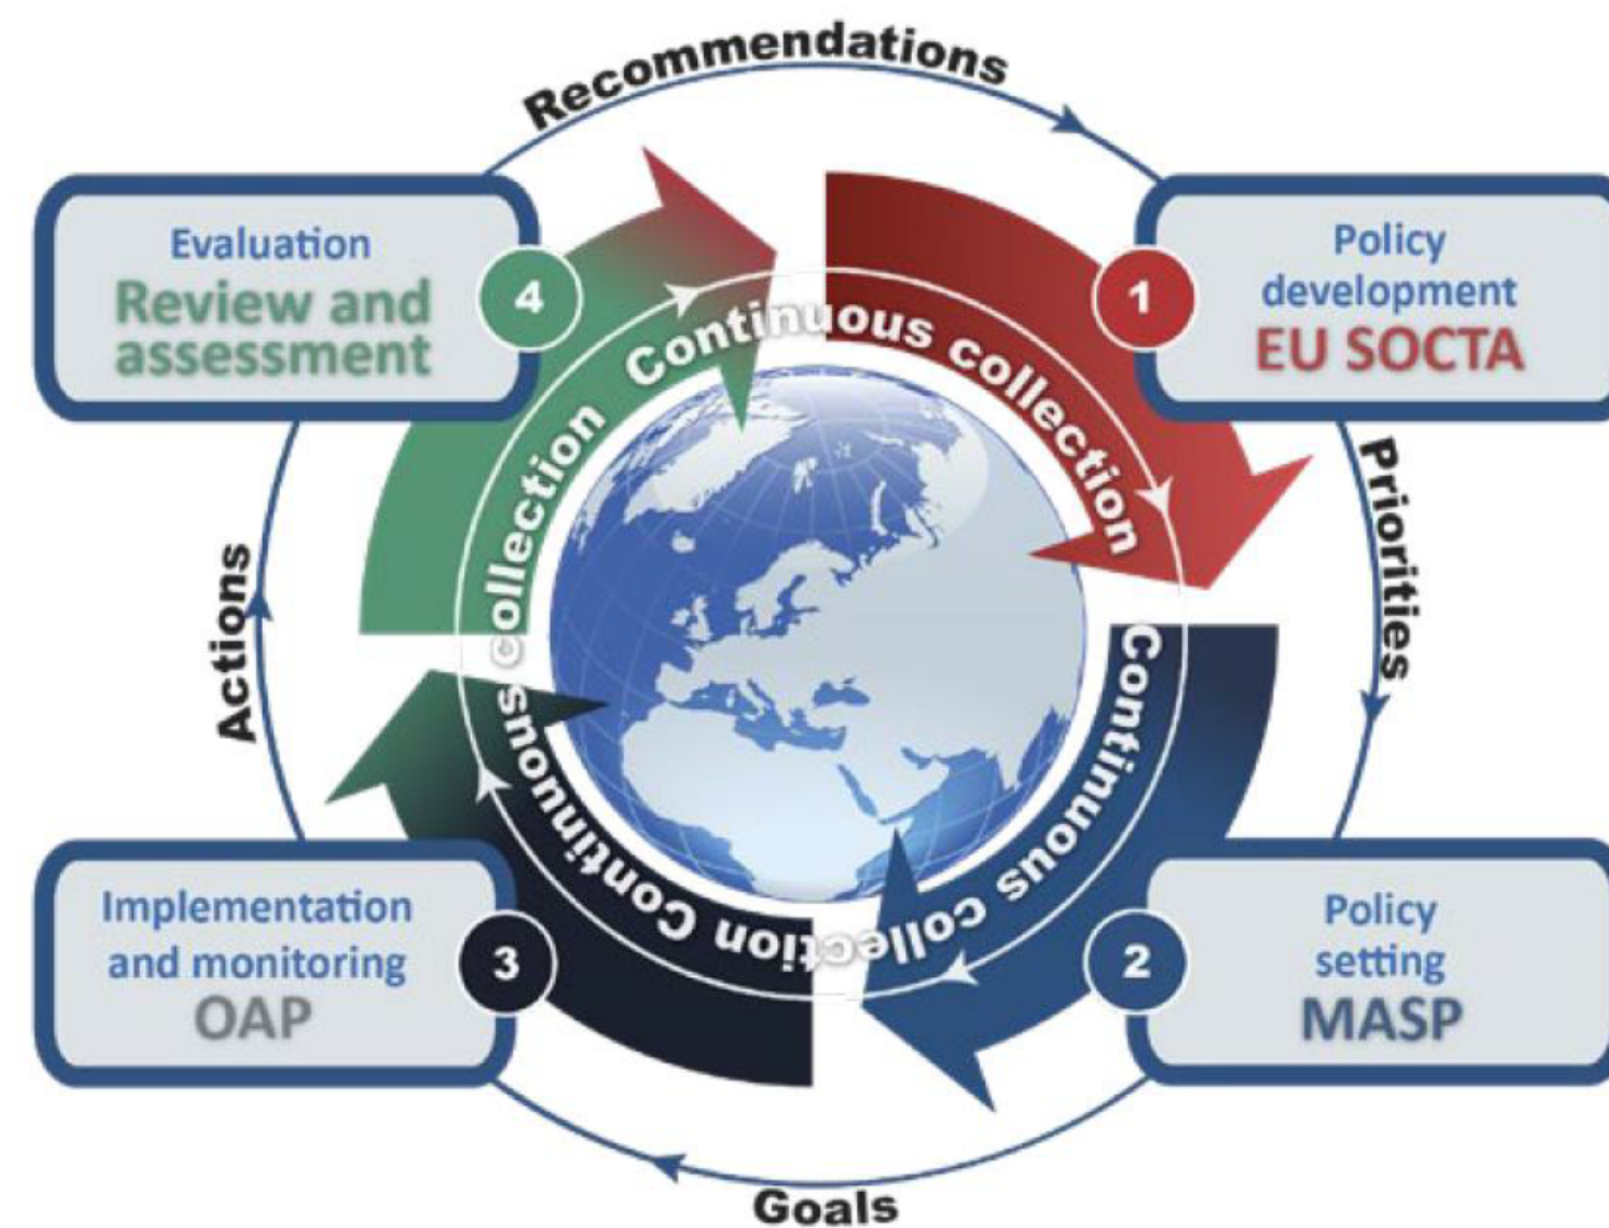 Recommendations
Evaluation
Review and
assessment
4
1
Policy
development
EU SOCTA
Continuous collection
Priorities
Continuous collection
2
Policy
setting
MASP
Goals
Continuous collection
Implementation
and monitoring
OAP
3
Actions
Continuous collection